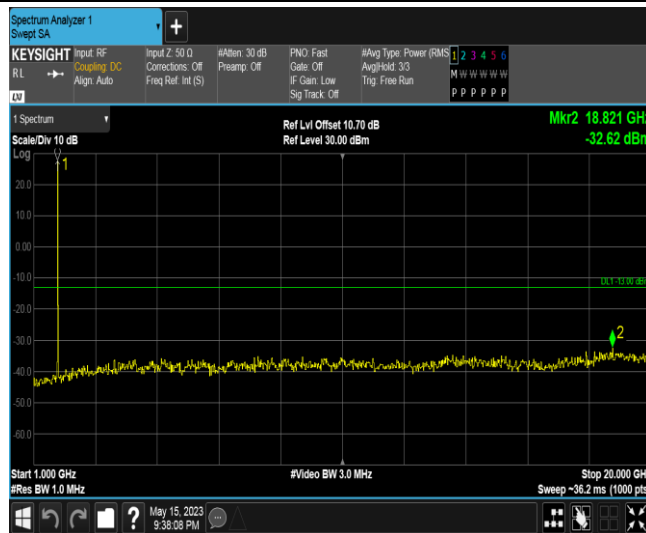 Spectrum Analyzer 1
Swept SA
+
KEYSIGHT
RL
LXI
Input: RF
Coupling: DC
Align: Auto
Input Z: 50 Ω
Corrections: Off
Freq Ref: Int (S)
#Atten: 30 dB
Preamp: Off
PNO: Fast
Gate: Off
IF Gain: Low
Sig Track: Off
#Avg Type: Power (RMS
Avg|Hold: 3/3
Trig: Free Run
1 2 3 4 5 6
M W W W W W
P P P P P P
1 Spectrum
Scale/Div 10 dB
Log
Ref Lvl Offset 10.70 dB
Ref Level 30.00 dBm
Mkr2 18.821 GHz
-32.62 dBm
1
20.0
10.0
0.00
-10.0
DL1 -13.00 dBm
-20.0
-30.0
2
-40.0
-50.0
-60.0
Start 1.000 GHz
#Res BW 1.0 MHz
#Video BW 3.0 MHz
Stop 20.000 GHz
Sweep ~36.2 ms (1000 pts)
?
May 15, 2023
9:38:08 PM